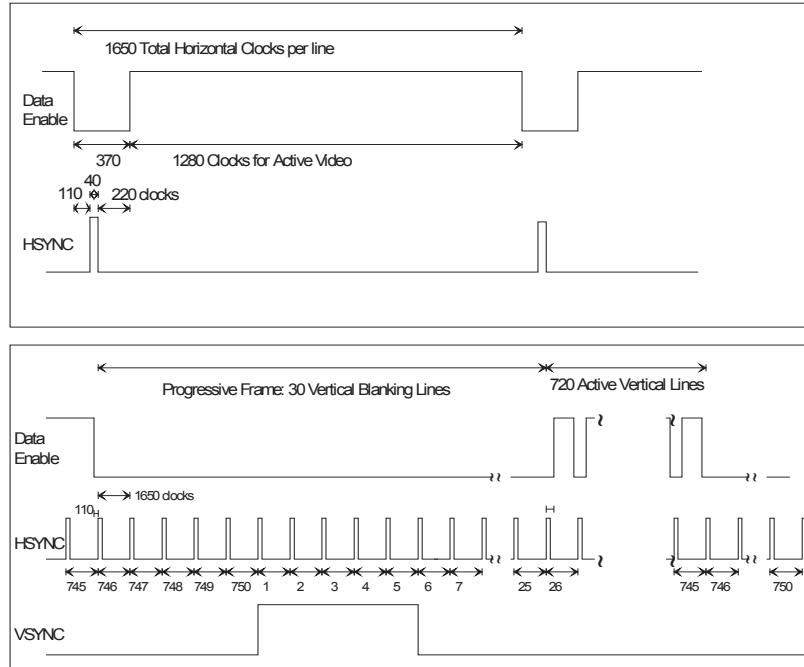 1650 Total Horizontal Clocks per line
Data
Enable
370
1280 Clocks for Active Video
40
110
220 clocks
HSYNC
Progressive Frame: 30 Vertical Blanking Lines
720 Active Vertical Lines
Data
Enable
1650 clocks
110
HSYNC
745 746 747 748 749 750 1 2 3 4 5 6 7 25 26 745 746 750
VSYNC